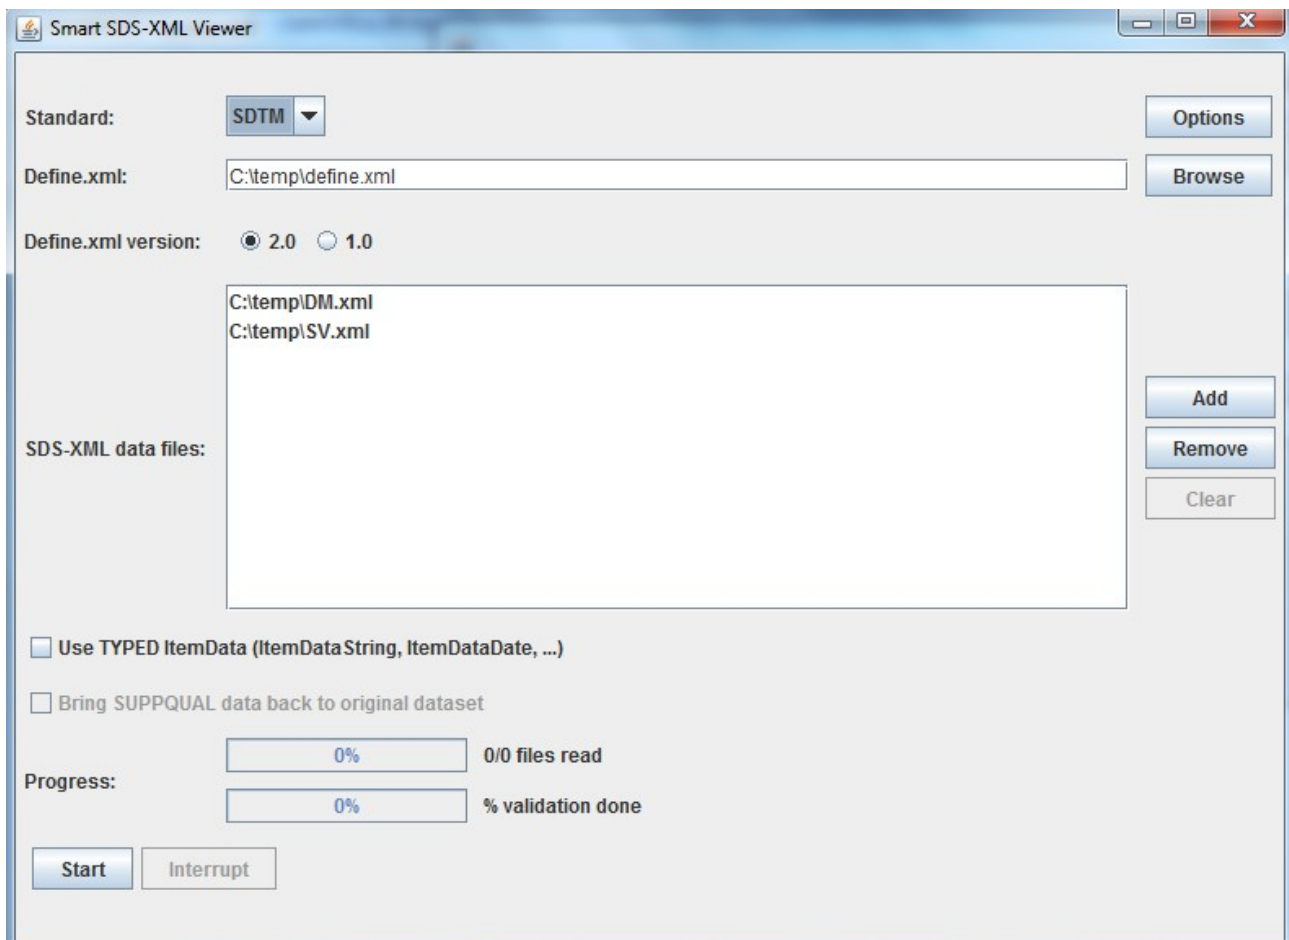 Smart SDS-XML Viewer
Standard: SDTM Options
Define.xml: C:\temp\define.xml Browse
Define.xml version: 2.0 1.0
C:\temp\DM.xml
C:\temp\SV.xml
Add
SDS-XML data files: Remove
Clear
Use TYPED ItemData (ItemDataString, ItemDataDate, ...)
Bring SUPPQUAL data back to original dataset
Progress: 0% 0/0 files read
0% % validation done
Start Interrupt